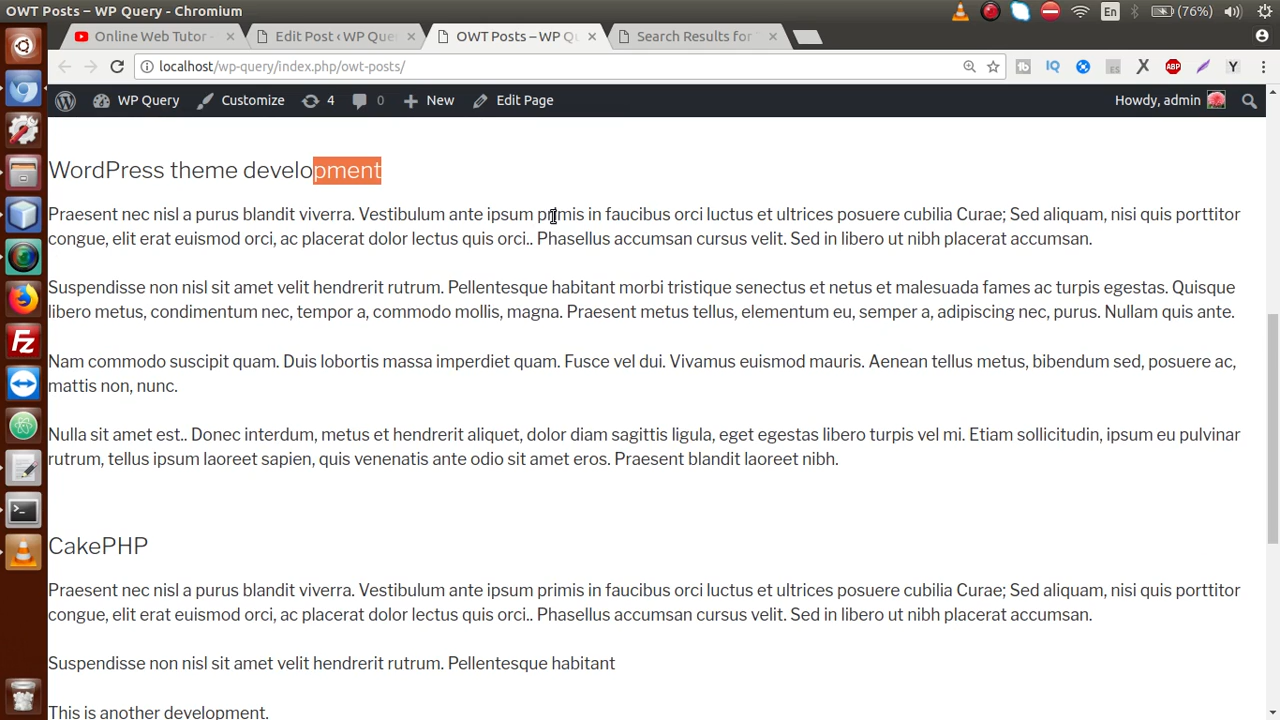 OWT Posts – WP Query - Chromium
En
(76%)
Online Web Tutor -
Edit Post ‹ WP Que
OWT Posts – WP Q
Search Results for
localhost/wp-query/index.php/owt-posts/
fb
IQ
ES
X
ABP
Y
WP Query
Customize
4
0
New
Edit Page
Howdy, admin
WordPress theme development
Praesent nec nisl a purus blandit viverra. Vestibulum ante ipsum primis in faucibus orci luctus et ultrices posuere cubilia Curae; Sed aliquam, nisi quis porttitor
congue, elit erat euismod orci, ac placerat dolor lectus quis orci.. Phasellus accumsan cursus velit. Sed in libero ut nibh placerat accumsan.
Suspendisse non nisl sit amet velit hendrerit rutrum. Pellentesque habitant morbi tristique senectus et netus et malesuada fames ac turpis egestas. Quisque
libero metus, condimentum nec, tempor a, commodo mollis, magna. Praesent metus tellus, elementum eu, semper a, adipiscing nec, purus. Nullam quis ante.
Nam commodo suscipit quam. Duis lobortis massa imperdiet quam. Fusce vel dui. Vivamus euismod mauris. Aenean tellus metus, bibendum sed, posuere ac,
mattis non, nunc.
Nulla sit amet est.. Donec interdum, metus et hendrerit aliquet, dolor diam sagittis ligula, eget egestas libero turpis vel mi. Etiam sollicitudin, ipsum eu pulvinar
rutrum, tellus ipsum laoreet sapien, quis venenatis ante odio sit amet eros. Praesent blandit laoreet nibh.
CakePHP
Praesent nec nisl a purus blandit viverra. Vestibulum ante ipsum primis in faucibus orci luctus et ultrices posuere cubilia Curae; Sed aliquam, nisi quis porttitor
congue, elit erat euismod orci, ac placerat dolor lectus quis orci.. Phasellus accumsan cursus velit. Sed in libero ut nibh placerat accumsan.
Suspendisse non nisl sit amet velit hendrerit rutrum. Pellentesque habitant
This is another development.